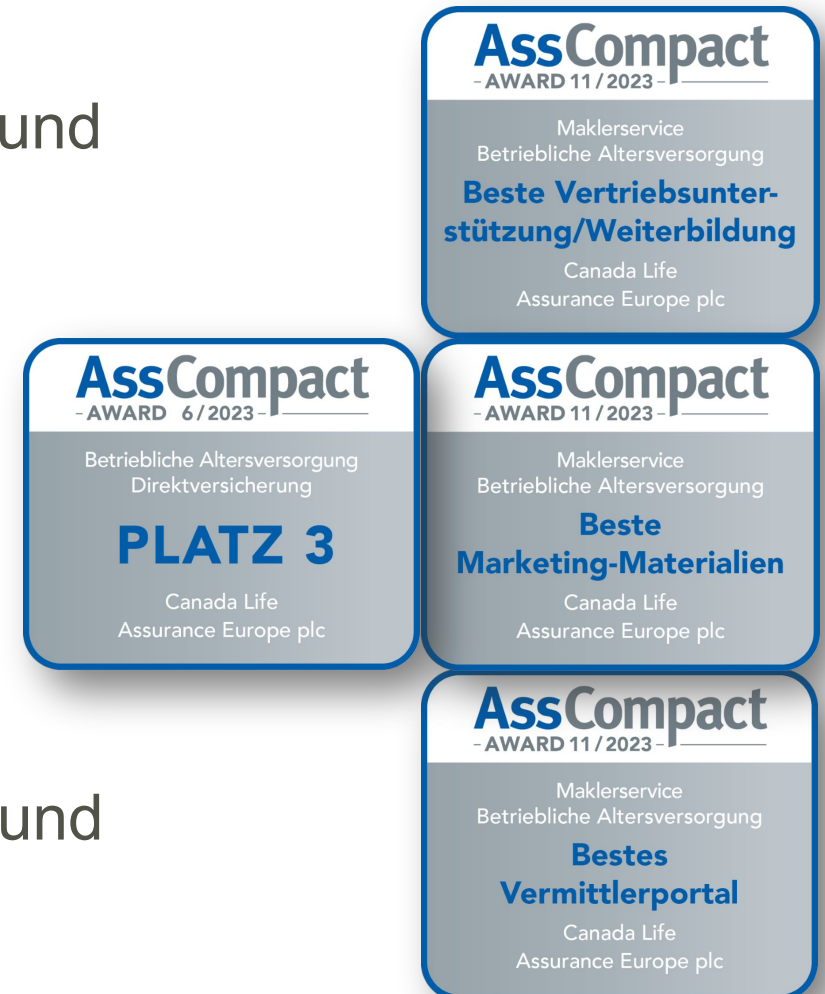 und
AssCompact
- AWARD 11/2023 -
Maklerservice
Betriebliche Altersversorgung
Beste Vertriebsunter-
stützung/Weiterbildung
Canada Life
Assurance Europe plc
AssCompact
- AWARD 6/2023 -
Betriebliche Altersversorgung
Direktversicherung
PLATZ 3
Canada Life
Assurance Europe plc
AssCompact
- AWARD 11/2023 -
Maklerservice
Betriebliche Altersversorgung
Beste
Marketing-Materialien
Canada Life
Assurance Europe plc
und
AssCompact
- AWARD 11/2023 -
Maklerservice
Betriebliche Altersversorgung
Bestes
Vermittlerportal
Canada Life
Assurance Europe plc